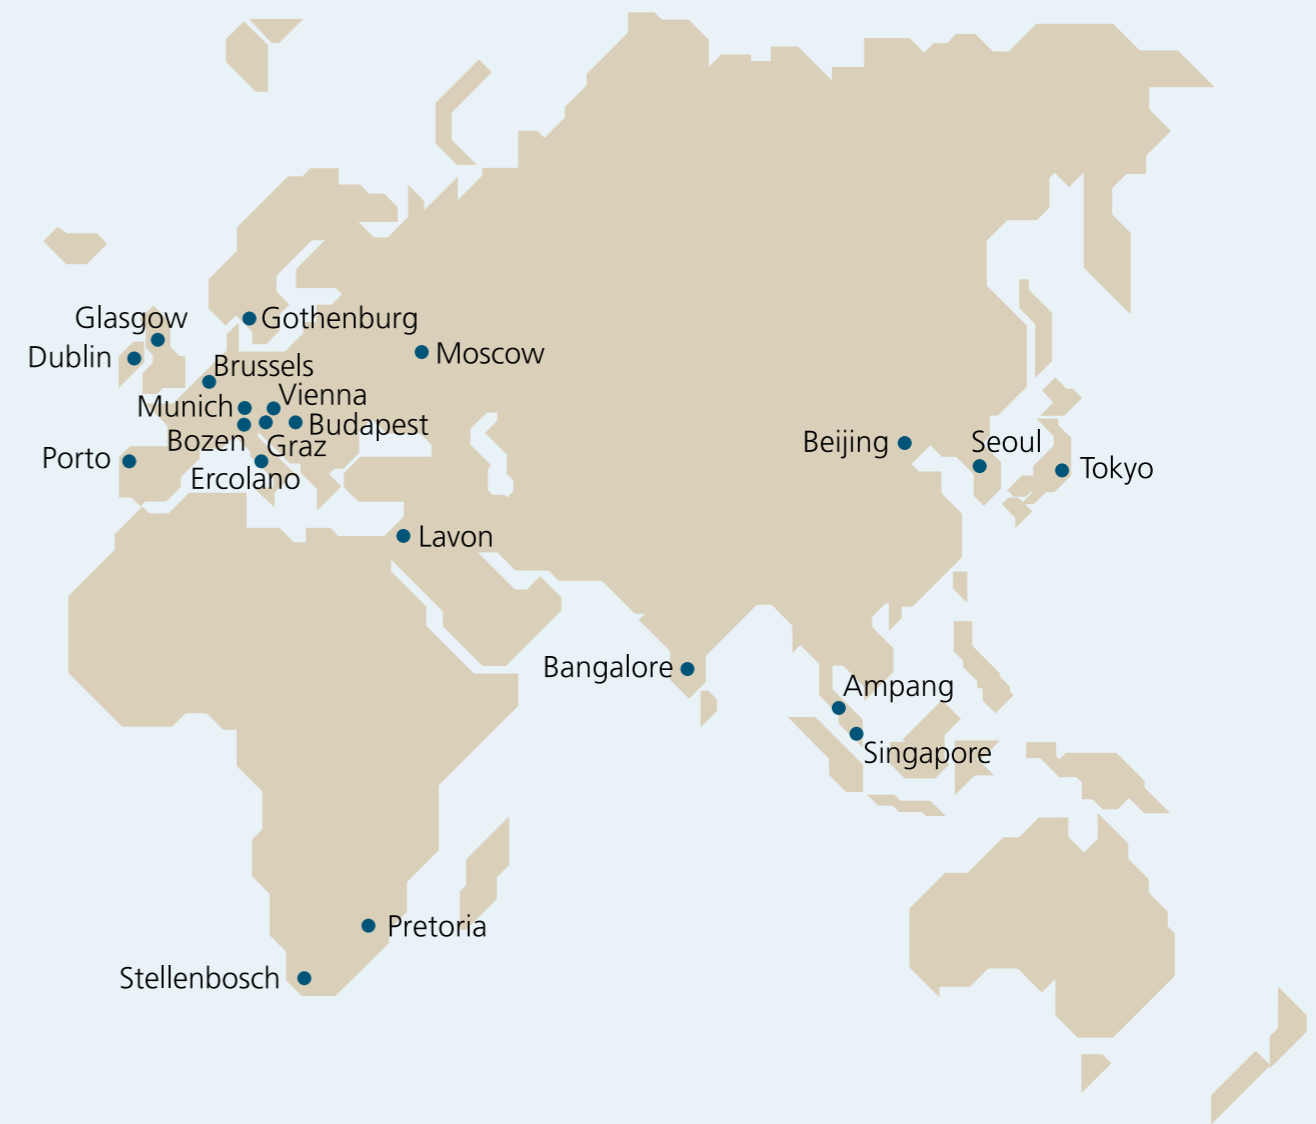 Glasgow
Gothenburg
Dublin
Moscow
Brussels
Vienna
Munich
Budapest
Bozen
Graz
Porto
Ercolano
Beijing
Seoul
Tokyo
Lavon
Bangalore
Ampang
Singapore
Pretoria
Stellenbosch